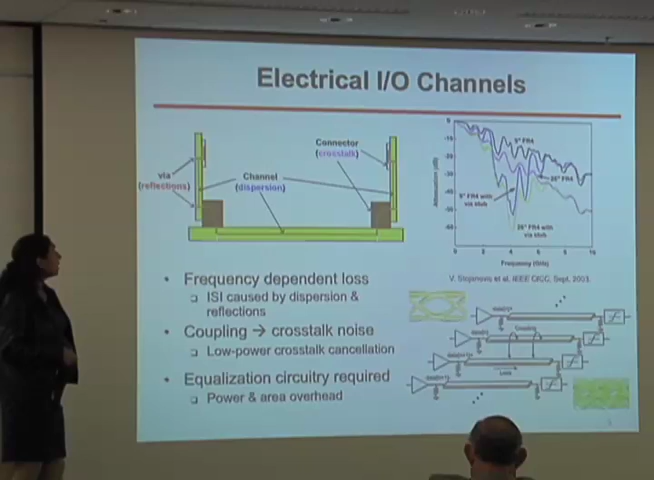 Electrical I/O Channels
Connector
(crosstalk)
via
(reflections)
Channel
(dispersion)
9" FR4
26" FR4
9" FR4 with
via stub
26" FR4 with
via stub
Attenuation (dB)
Frequency (GHz)
V. Stojanovic et al. IEEE CICC, Sept. 2003.
• Frequency dependent loss
❑ ISI caused by dispersion &
reflections
• Coupling → crosstalk noise
❑ Low-power crosstalk cancellation
• Equalization circuitry required
❑ Power & area overhead
Coupling
Loss